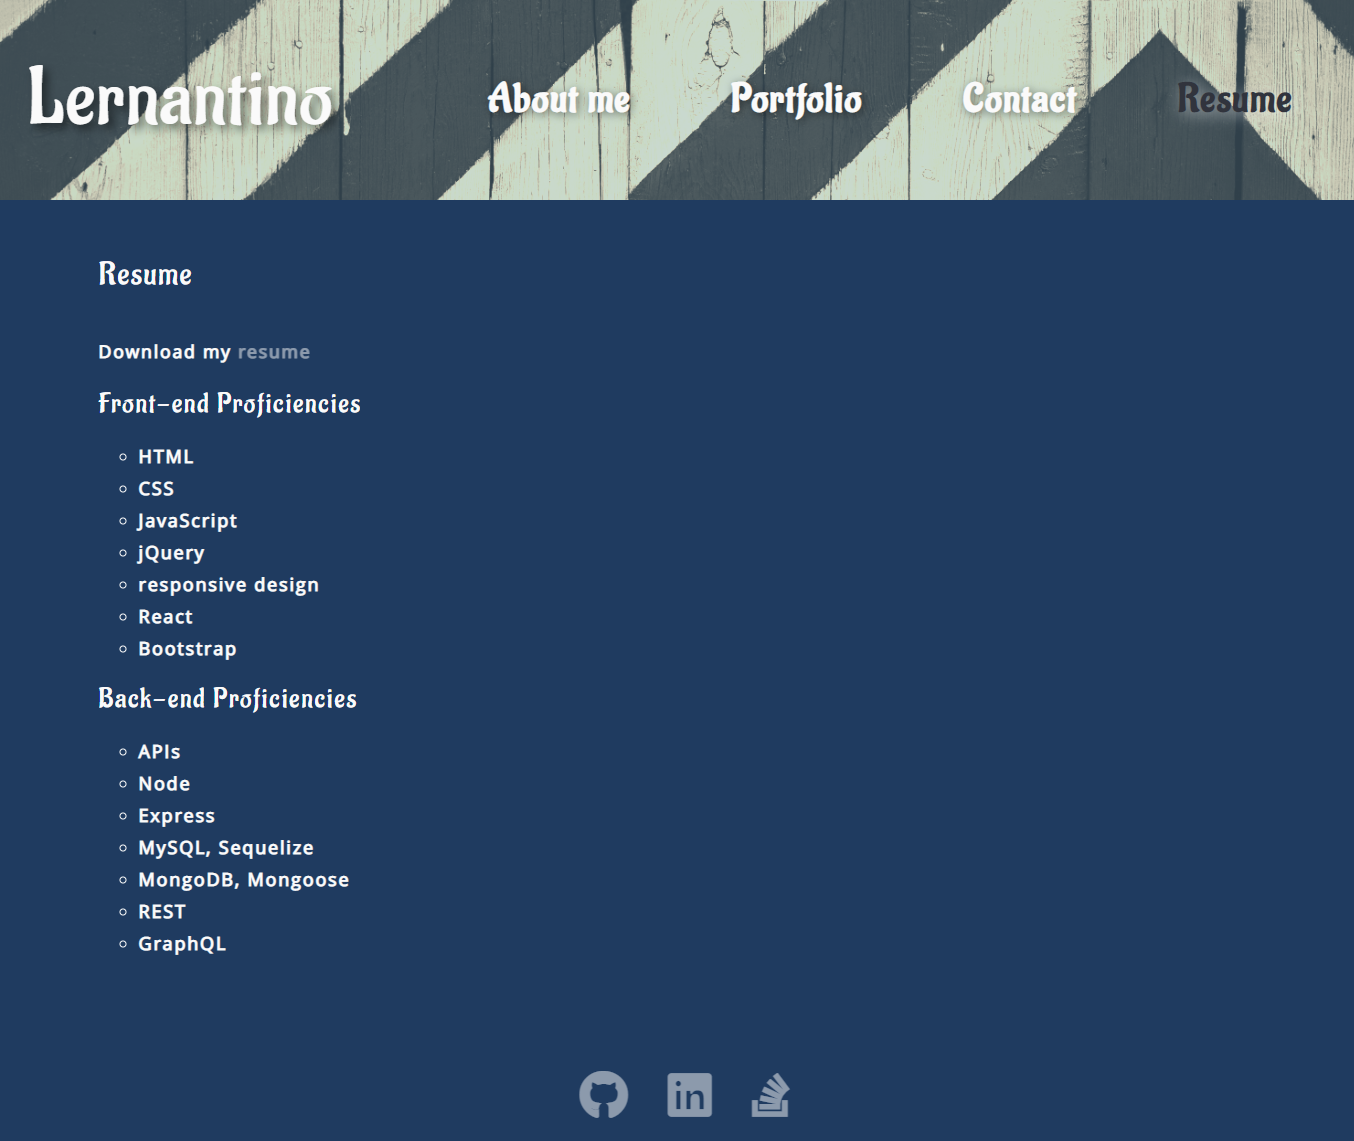 Lernantino
About me
Portfolio
Contact
Resume
Resume
Download my resume
Front-end Proficiencies
HTML
CSS
JavaScript
jQuery
responsive design
React
Bootstrap
Back-end Proficiencies
APIs
Node
Express
MySQL, Sequelize
MongoDB, Mongoose
REST
GraphQL
in